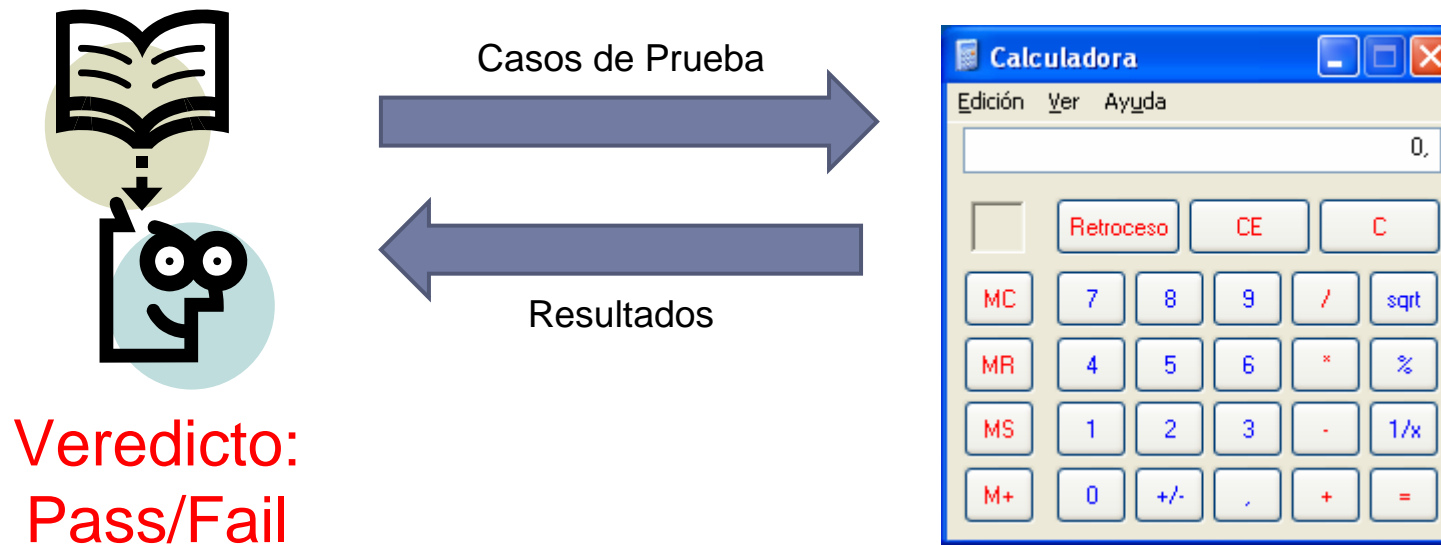 Casos de Prueba
Resultados
Veredicto:
Pass/Fail
Calculadora
Edición Ver Ayuda
0,
Retroceso CE C
MC 7 8 9 / sqrt
MR 4 5 6 * %
MS 1 2 3 - 1/x
M+ 0 +/- , + =